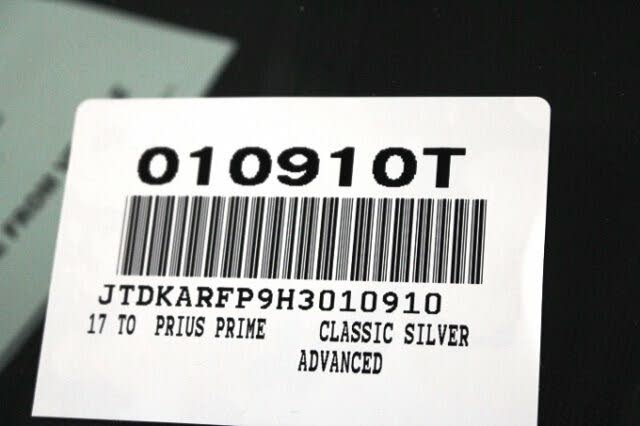 010910T
JTDKARFP9H3010910
17 TO PRIUS PRIME CLASSIC SILVER
ADVANCED